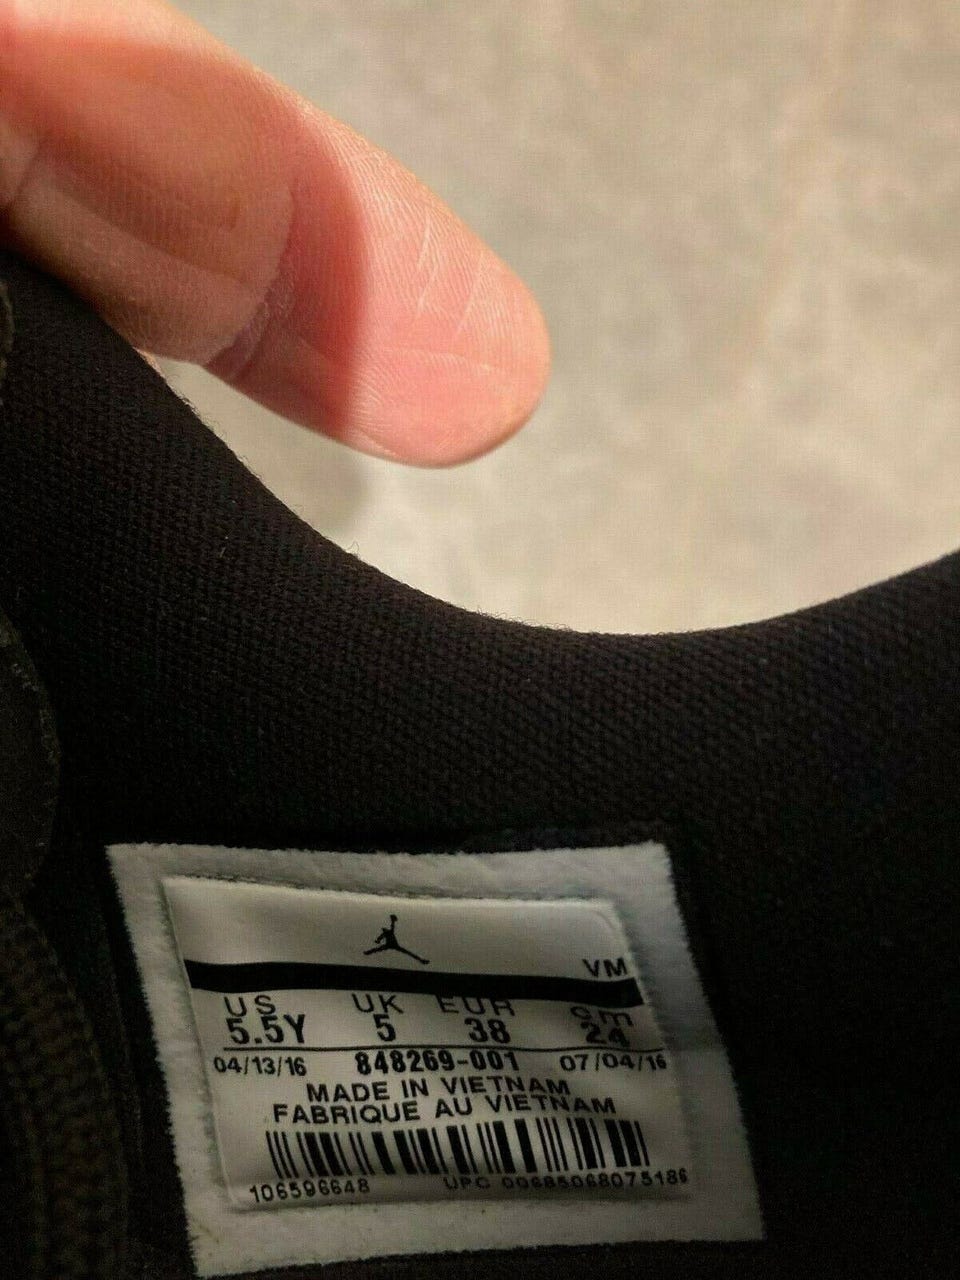 VM
US UK EUR cm
5.5Y 5 38 24
04/13/16 848269-001 07/04/16
MADE IN VIETNAM
FABRIQUE AU VIETNAM
106596648 UPC 00685068075186